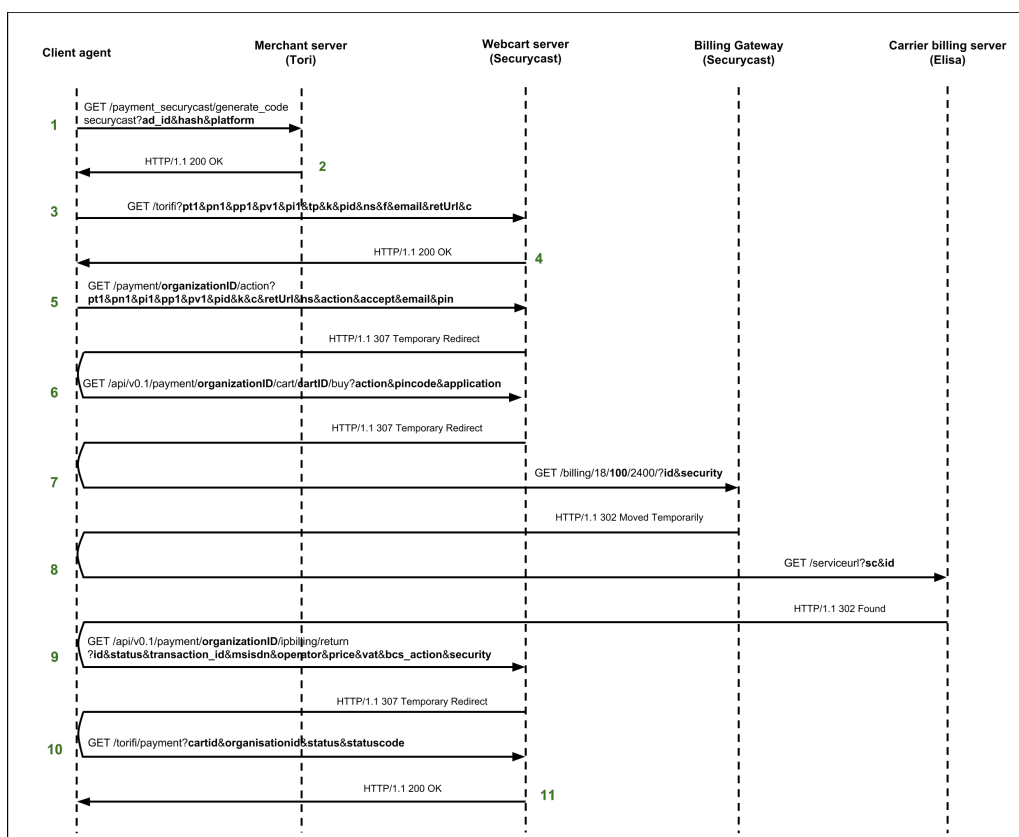 Client agent
Merchant server
(Tori)
Webcart server
(Securycast)
Billing Gateway
(Securycast)
Carrier billing server
(Elisa)
GET /payment_securycast/generate_code
securycast?ad_id&hash&platform
1
HTTP/1.1 200 OK
2
GET /torifi?pt1&pn1&pp1&pv1&pi1&tp&k&pid&ns&f&email&retUrl&c
3
HTTP/1.1 200 OK
4
GET /payment/organizationID/action?
pt1&pn1&pi1&pp1&pv1&pid&k&c&retUrl&ns&action&accept&email&pin
5
HTTP/1.1 307 Temporary Redirect
GET /api/v0.1/payment/organizationID/cart/cartID/buy?action&pincode&application
6
HTTP/1.1 307 Temporary Redirect
GET /billing/18/100/2400/?id&security
7
HTTP/1.1 302 Moved Temporarily
GET /serviceurl?sc&id
8
HTTP/1.1 302 Found
GET /api/v0.1/payment/organizationID/ipbilling/return
?id&status&transaction_id&msisdn&operator&price&vat&bcs_action&security
9
HTTP/1.1 307 Temporary Redirect
GET /torifi/payment?cartid&organisationid&status&statuscode
10
HTTP/1.1 200 OK
11